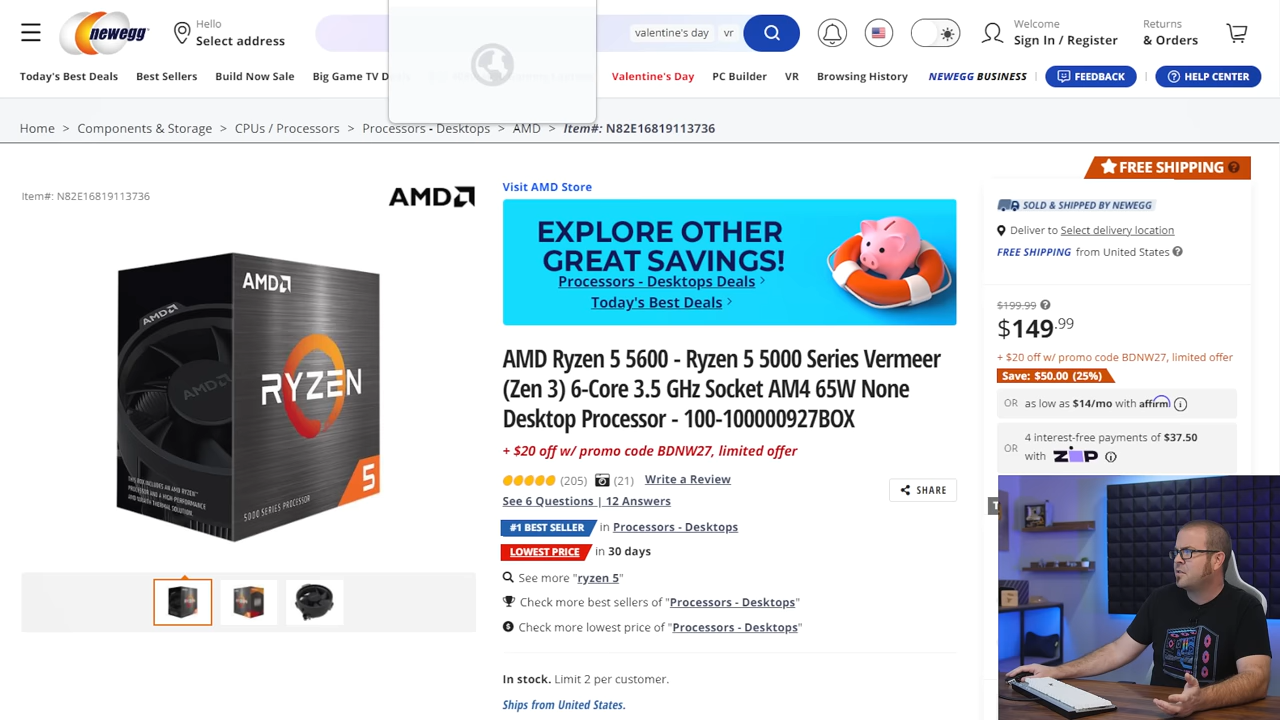 newegg
Hello
Select address
valentine's day
vr
Welcome
Sign In / Register
Returns
& Orders
Today's Best Deals
Best Sellers
Build Now Save
Big Game TV D
Valentine's Day
PC Builder
VR
Browsing History
NEWEGG BUSINESS
FEEDBACK
HELP CENTER
Home > Components & Storage > CPUs / Processors > Processors - Desktops > AMD > Item#: N82E16819113736
FREE SHIPPING
Item#: N82E16819113736
AMD
Visit AMD Store
EXPLORE OTHER
GREAT SAVINGS!
Processors - Desktops Deals
Today's Best Deals
SOLD & SHIPPED BY NEWEGG
Deliver to Select delivery location
FREE SHIPPING from United States
$199.99
$149.99
+ $20 off w/ promo code BDNW27, limited offer
Save: $50.00 (25%)
OR as low as $14/mo with affirm
4 interest-free payments of $37.50
OR
with ZIP
AMD
AMD
AMD
RYZEN
5
5000 SERIES PROCESSOR
AMD Ryzen 5 5600 - Ryzen 5 5000 Series Vermeer
(Zen 3) 6-Core 3.5 GHz Socket AM4 65W None
Desktop Processor - 100-100000927BOX
+ $20 off w/ promo code BDNW27, limited offer
(205) (21) Write a Review
See 6 Questions | 12 Answers
SHARE
#1 BEST SELLER in Processors - Desktops
LOWEST PRICE in 30 days
See more "ryzen 5"
Check more best sellers of "Processors - Desktops"
Check more lowest price of "Processors - Desktops"
In stock. Limit 2 per customer.
Ships from United States.